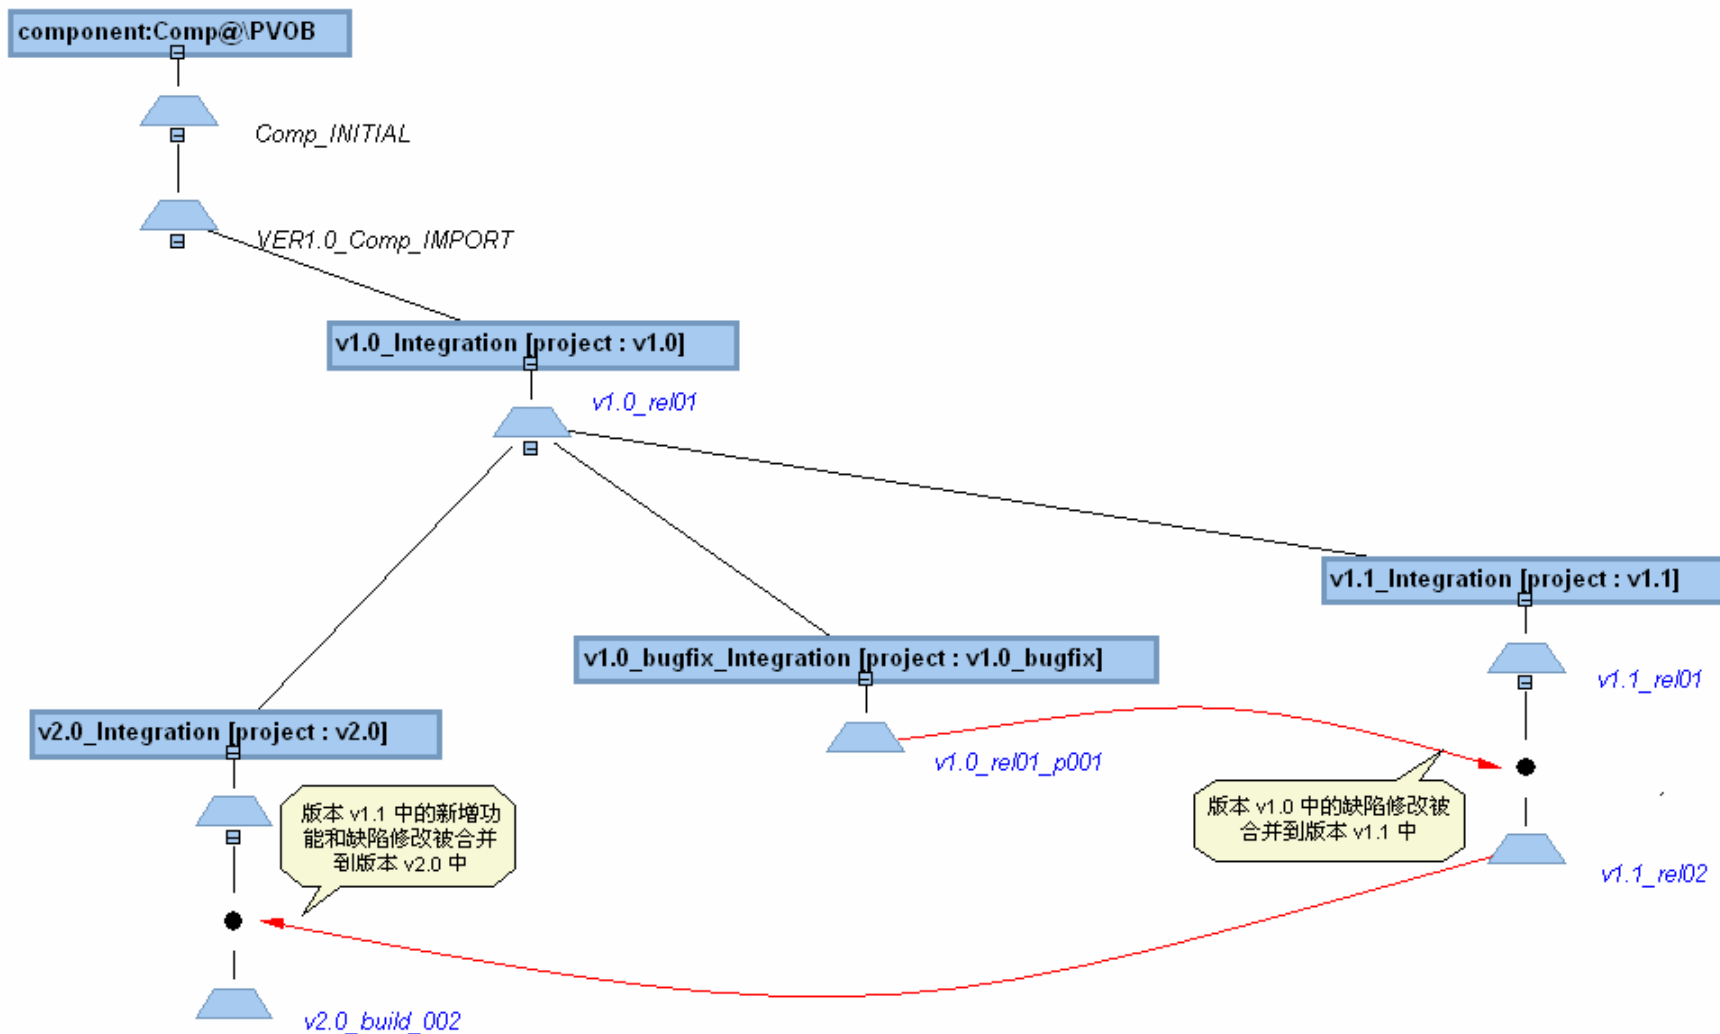 component:Comp@\PVOB
Comp_INITIAL
VER1.0_Comp_IMPORT
v1.0_Integration [project : v1.0]
v1.0_rel01
v1.1_Integration [project : v1.1]
v1.0_bugfix_Integration [project : v1.0_bugfix]
v1.1_rel01
v2.0_Integration [project : v2.0]
v1.0_rel01_p001
版本 v1.1 中的新增功
能和缺陷修改被合并
到版本 v2.0 中
版本 v1.0 中的缺陷修改被
合并到版本 v1.1 中
v1.1_rel02
v2.0_build_002